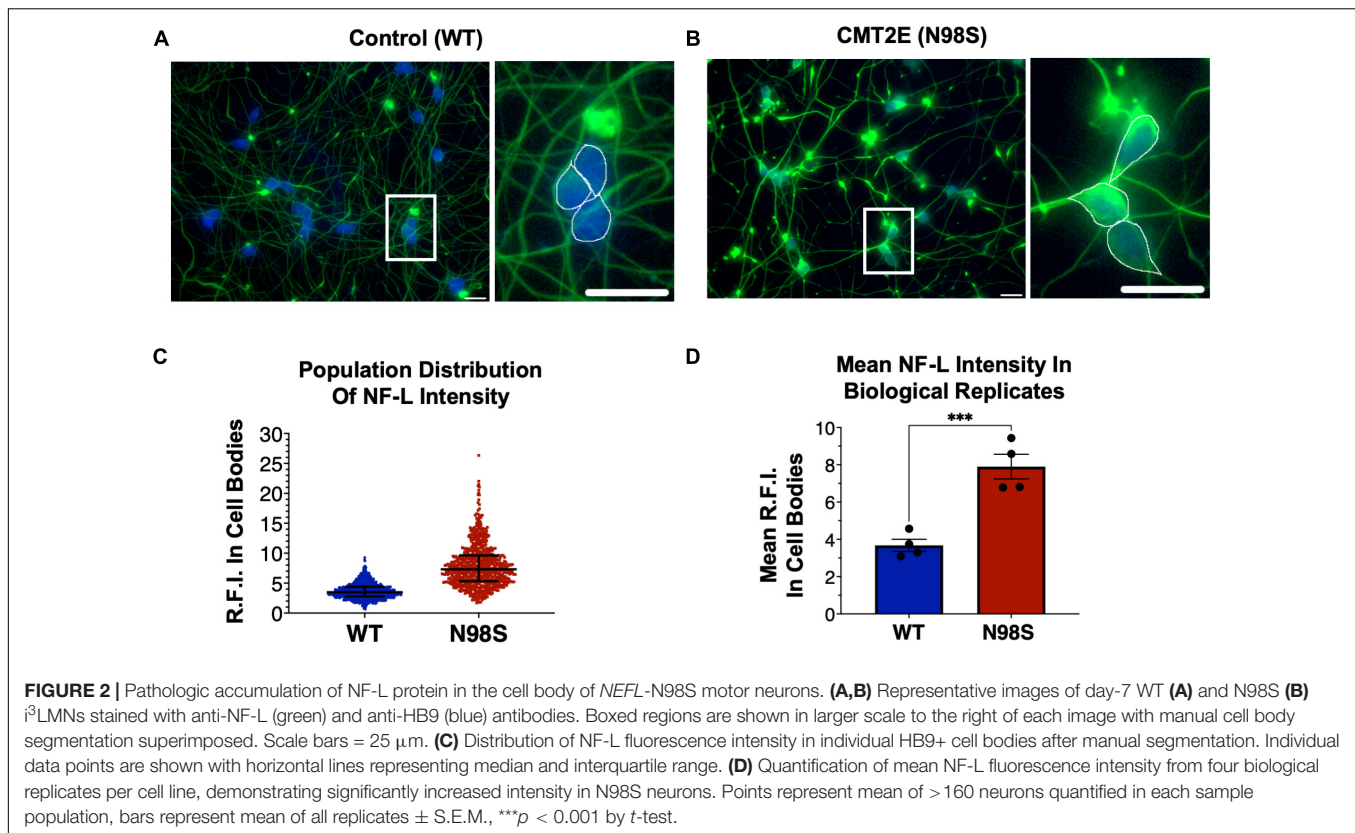 A
Control (WT)
B
CMT2E (N98S)
C
Population Distribution
Of NF-L Intensity
R.F.I. In Cell Bodies
30
25
20
15
10
5
0
WT
N98S
D
Mean NF-L Intensity In
Biological Replicates
***
Mean R.F.I.
In Cell Bodies
10
8
6
4
2
0
WT
N98S
FIGURE 2 | Pathologic accumulation of NF-L protein in the cell body of NEFL-N98S motor neurons. (A,B) Representative images of day-7 WT (A) and N98S (B)
i³LMNs stained with anti-NF-L (green) and anti-HB9 (blue) antibodies. Boxed regions are shown in larger scale to the right of each image with manual cell body
segmentation superimposed. Scale bars = 25 μm. (C) Distribution of NF-L fluorescence intensity in individual HB9+ cell bodies after manual segmentation. Individual
data points are shown with horizontal lines representing median and interquartile range. (D) Quantification of mean NF-L fluorescence intensity from four biological
replicates per cell line, demonstrating significantly increased intensity in N98S neurons. Points represent mean of >160 neurons quantified in each sample
population, bars represent mean of all replicates ± S.E.M., ***p < 0.001 by t-test.